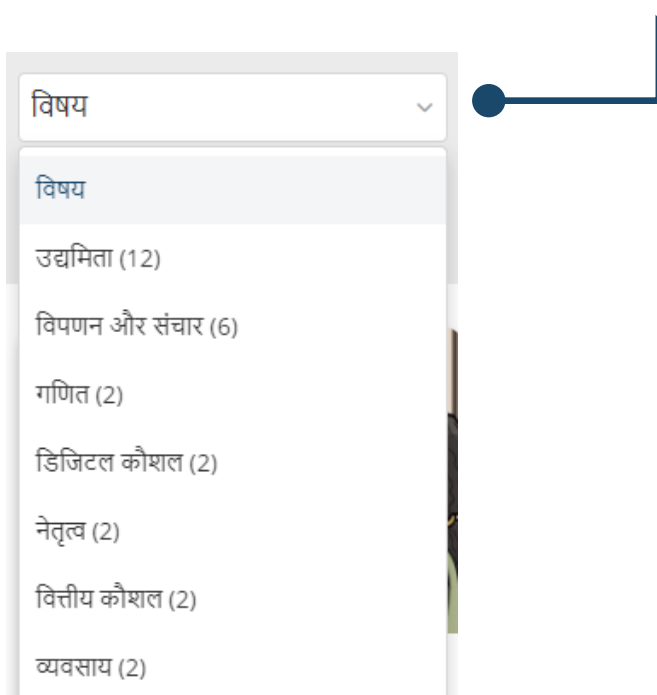 विषय
विषय
उद्यमिता (12)
विपणन और संचार (6)
गणित (2)
डिजिटल कौशल (2)
नेतृत्व (2)
वित्तीय कौशल (2)
व्यवसाय (2)